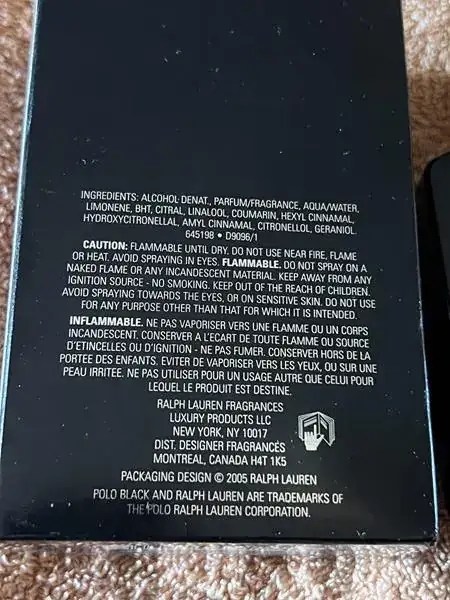 INGREDIENTS: ALCOHOL DENAT., PARFUM/FRAGRANCE, AQUA/WATER,
LIMONENE, BHT, CITRAL, LINALOOL, COUMARIN, HEXYL CINNAMAL,
HYDROXYCITRONELLAL, AMYL CINNAMAL, CITRONELLOL, GERANIOL.
645198 • D9096/1
CAUTION: FLAMMABLE UNTIL DRY. DO NOT USE NEAR FIRE, FLAME
OR HEAT. AVOID SPRAYING IN EYES. FLAMMABLE. DO NOT SPRAY ON A
NAKED FLAME OR ANY INCANDESCENT MATERIAL. KEEP AWAY FROM ANY
IGNITION SOURCE - NO SMOKING. KEEP OUT OF THE REACH OF CHILDREN.
AVOID SPRAYING TOWARDS THE EYES, OR ON SENSITIVE SKIN. DO NOT USE
FOR ANY PURPOSE OTHER THAN THAT FOR WHICH IT IS INTENDED.
INFLAMMABLE. NE PAS VAPORISER VERS UNE FLAMME OU UN CORPS
INCANDESCENT. CONSERVER A L'ECART DE TOUTE FLAMME OU SOURCE
D'ETINCELLES OU D'IGNITION - NE PAS FUMER. CONSERVER HORS DE LA
PORTEE DES ENFANTS. EVITER DE VAPORISER VERS LES YEUX, OU SUR UNE
PEAU IRRITEE. NE PAS UTILISER POUR UN USAGE AUTRE QUE CELUI POUR
LEQUEL LE PRODUIT EST DESTINE.
RALPH LAUREN FRAGRANCES
LUXURY PRODUCTS LLC
NEW YORK, NY 10017
DIST. DESIGNER FRAGRANCES
MONTREAL, CANADA H4T 1K5
PACKAGING DESIGN © 2005 RALPH LAUREN
POLO BLACK AND RALPH LAUREN ARE TRADEMARKS OF
THE POLO RALPH LAUREN CORPORATION.